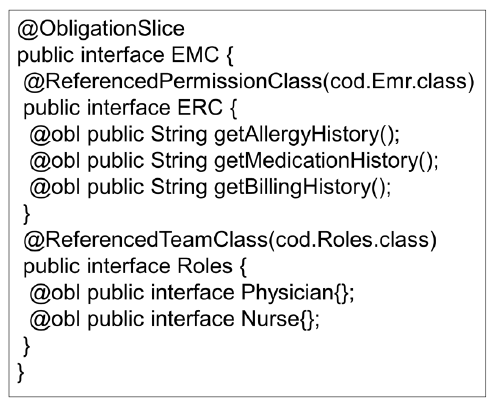 @ObligationSlice
public interface EMC {
@ReferencedPermissionClass(cod.Emr.class)
public interface ERC {
@obl public String getAllergyHistory();
@obl public String getMedicationHistory();
@obl public String getBillingHistory();
}
@ReferencedTeamClass(cod.Roles.class)
public interface Roles {
@obl public interface Physician{};
@obl public interface Nurse{};
}
}